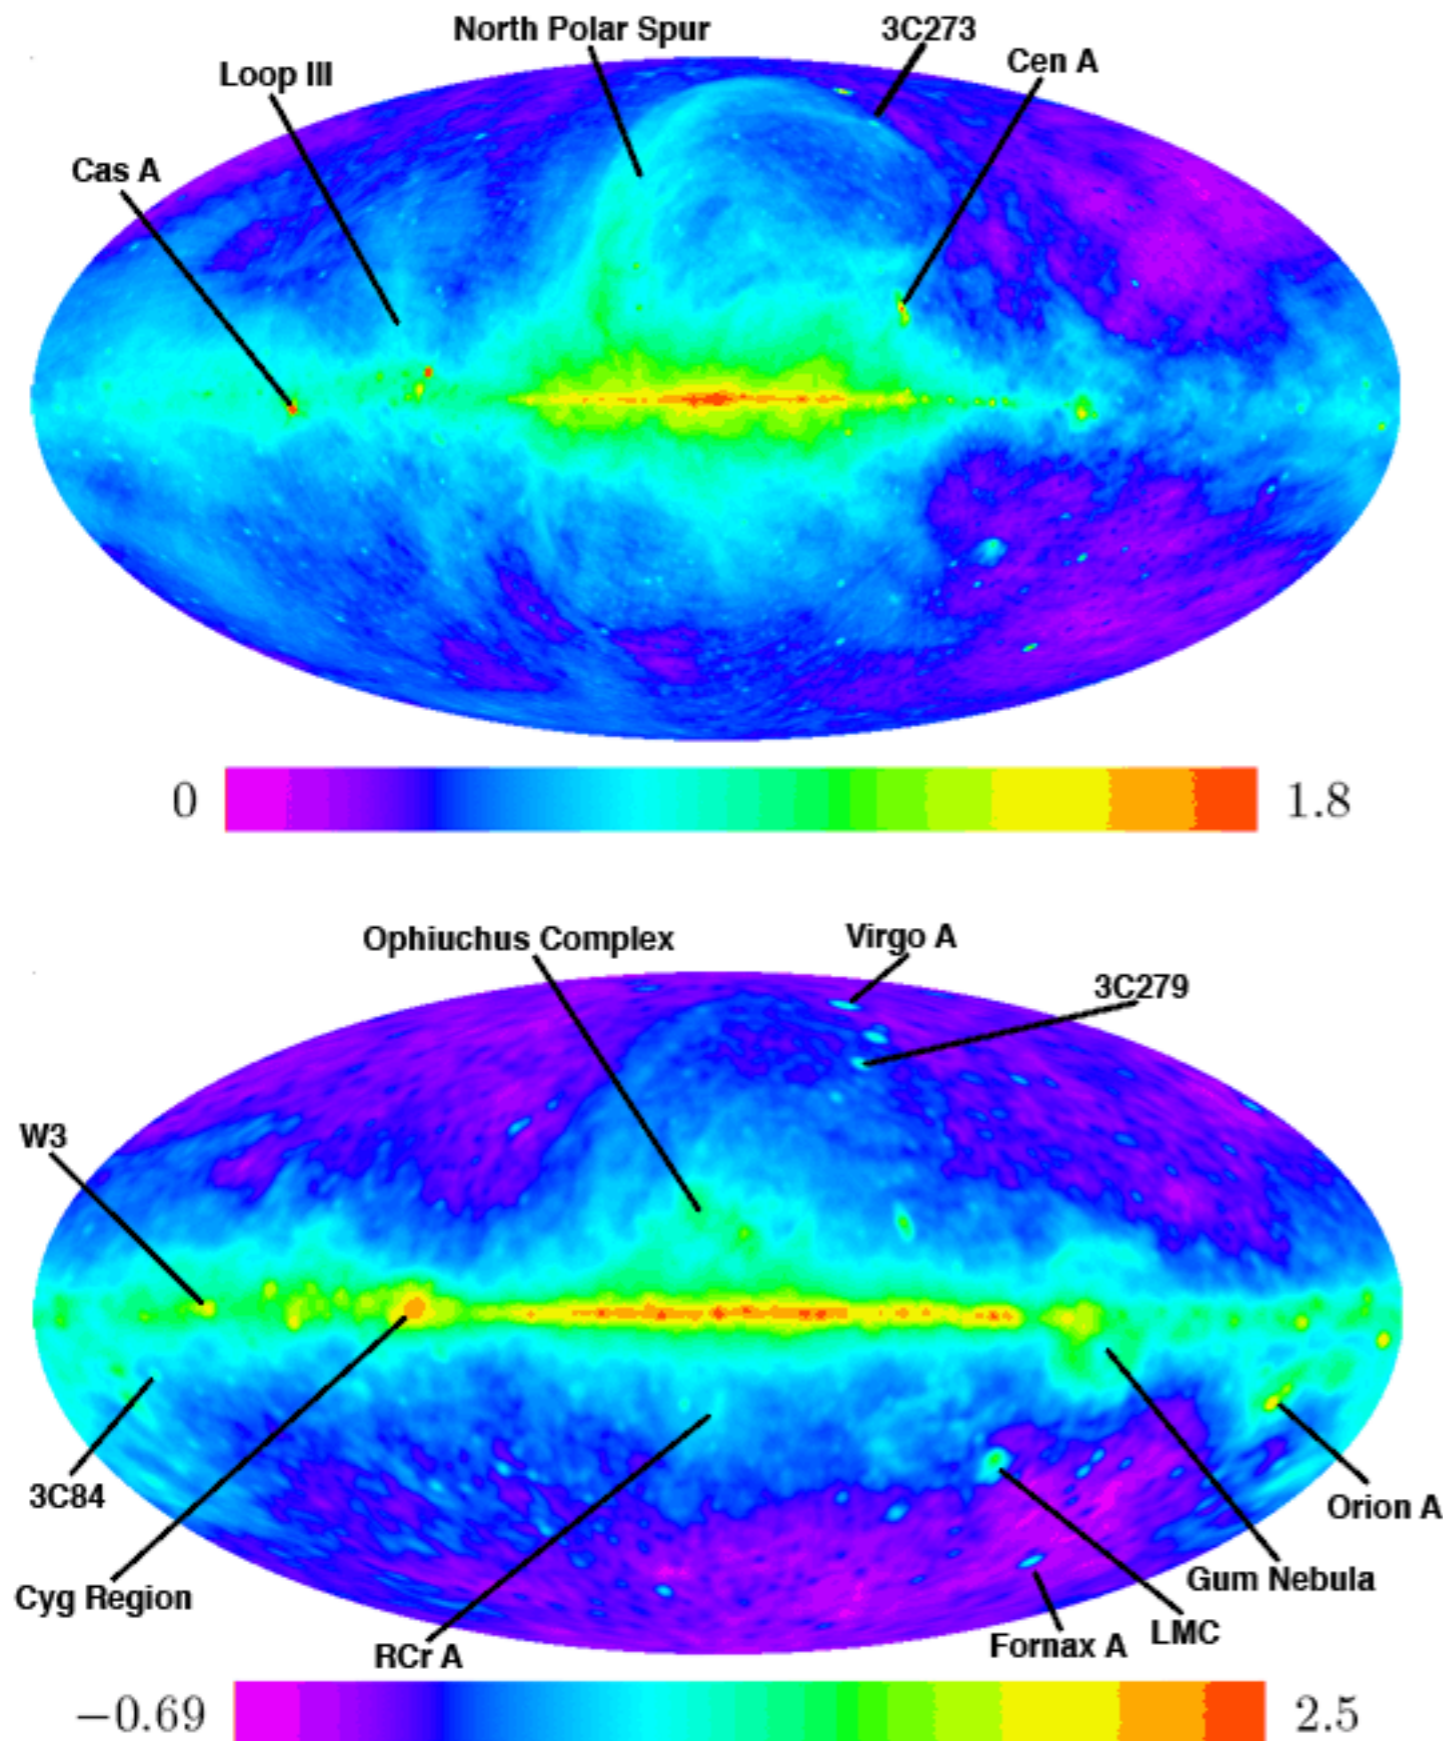 North Polar Spur
3C273
Cen A
Loop III
Cas A
0
1.8
Ophiuchus Complex
Virgo A
3C279
W3
3C84
Orion A
Cyg Region
Gum Nebula
LMC
Fornax A
RCr A
−0.69
2.5